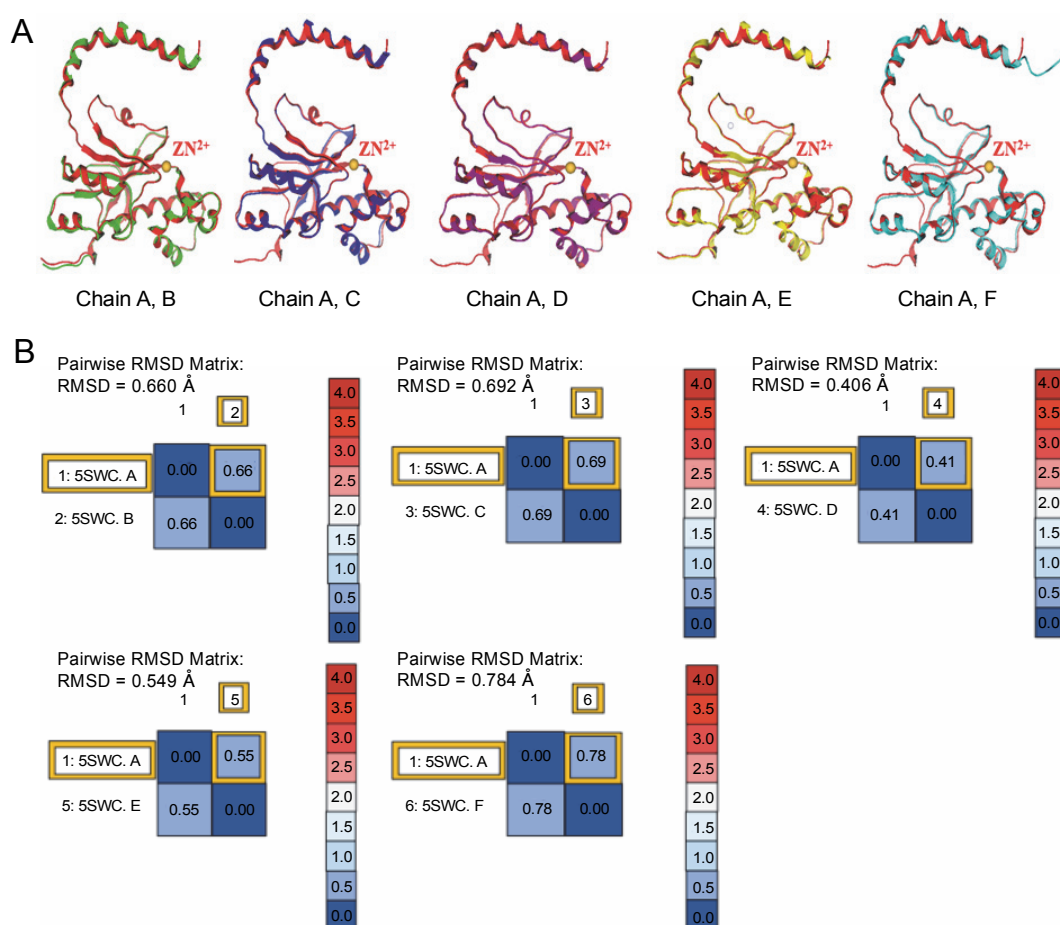 A
ZN²⁺
ZN²⁺
ZN²⁺
ZN²⁺
ZN²⁺
Chain A, B
Chain A, C
Chain A, D
Chain A, E
Chain A, F
B
Pairwise RMSD Matrix:
RMSD = 0.660 Å
1
2
1: 5SWC. A
0.00
0.66
2: 5SWC. B
0.66
0.00
4.0
3.5
3.0
2.5
2.0
1.5
1.0
0.5
0.0
Pairwise RMSD Matrix:
RMSD = 0.692 Å
1
3
1: 5SWC. A
0.00
0.69
3: 5SWC. C
0.69
0.00
4.0
3.5
3.0
2.5
2.0
1.5
1.0
0.5
0.0
Pairwise RMSD Matrix:
RMSD = 0.406 Å
1
4
1: 5SWC. A
0.00
0.41
4: 5SWC. D
0.41
0.00
4.0
3.5
3.0
2.5
2.0
1.5
1.0
0.5
0.0
Pairwise RMSD Matrix:
RMSD = 0.549 Å
1
5
1: 5SWC. A
0.00
0.55
5: 5SWC. E
0.55
0.00
4.0
3.5
3.0
2.5
2.0
1.5
1.0
0.5
0.0
Pairwise RMSD Matrix:
RMSD = 0.784 Å
1
6
1: 5SWC. A
0.00
0.78
6: 5SWC. F
0.78
0.00
4.0
3.5
3.0
2.5
2.0
1.5
1.0
0.5
0.0